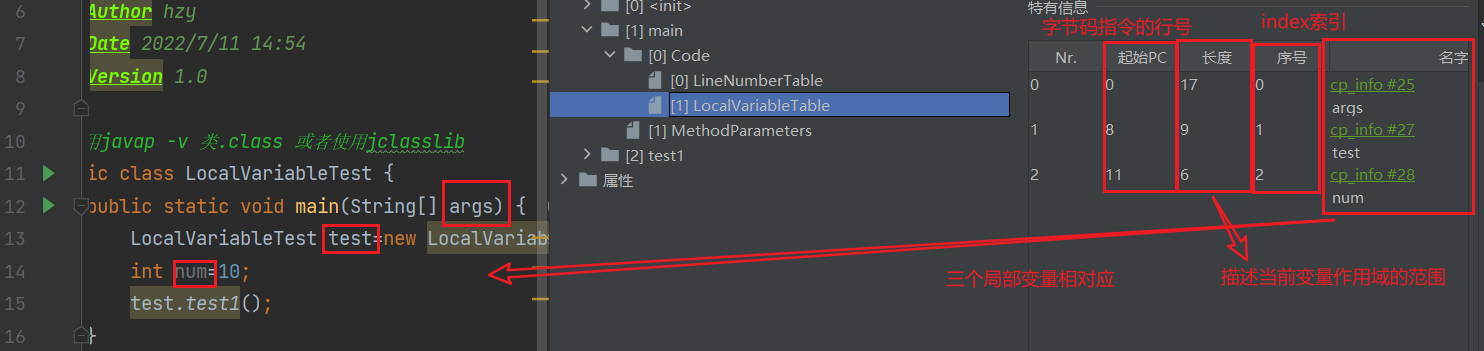 6 Author hzy
7 Date 2022/7/11 14:54
8 Version 1.0
9
10 用javap -v 类.class 或者使用jclasslib
11 ic class LocalVariableTest {
12 public static void main(String[] args) {
13 LocalVariableTest test=new LocalVariab
14 int num=10;
15 test.test1();
16 }
[0] <init>
[1] main
[0] Code
[0] LineNumberTable
[1] LocalVariableTable
[1] MethodParameters
[2] test1
属性
特有信息
字节码指令的行号
index索引
Nr. 起始PC 长度 序号 名字
0 0 17 0 cp_info #25
args
1 8 9 1 cp_info #27
test
2 11 6 2 cp_info #28
num
三个局部变量相对应
描述当前变量作用域的范围